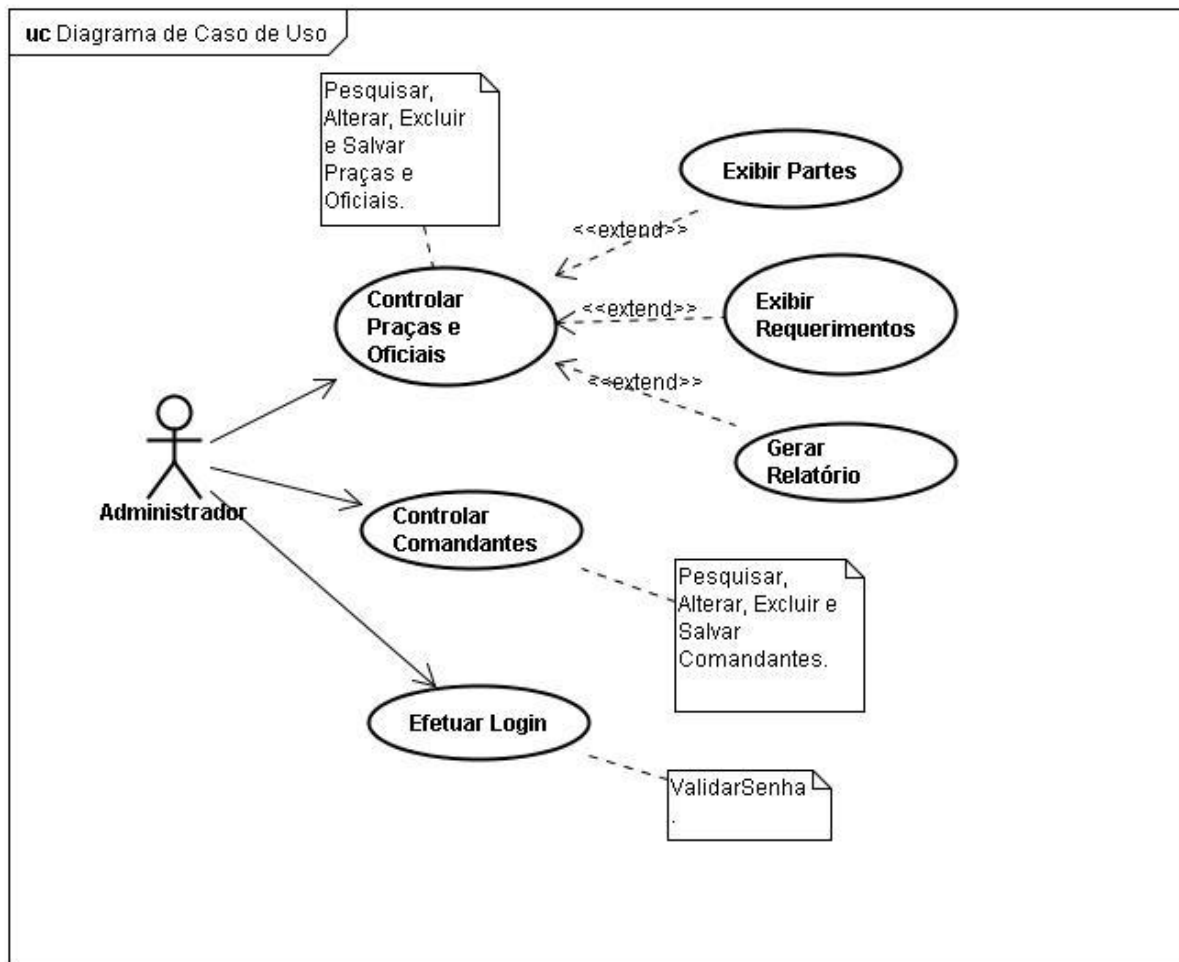 uc Diagrama de Caso de Uso
Pesquisar,
Alterar, Excluir
e Salvar
Praças e
Oficiais.
Exibir Partes
<<extend>>
Controlar
Praças e
Oficiais
<<extend>>
Exibir
Requerimentos
<<extend>>
Gerar
Relatório
Administrador
Controlar
Comandantes
Pesquisar,
Alterar, Excluir e
Salvar
Comandantes.
Efetuar Login
ValidarSenha
.